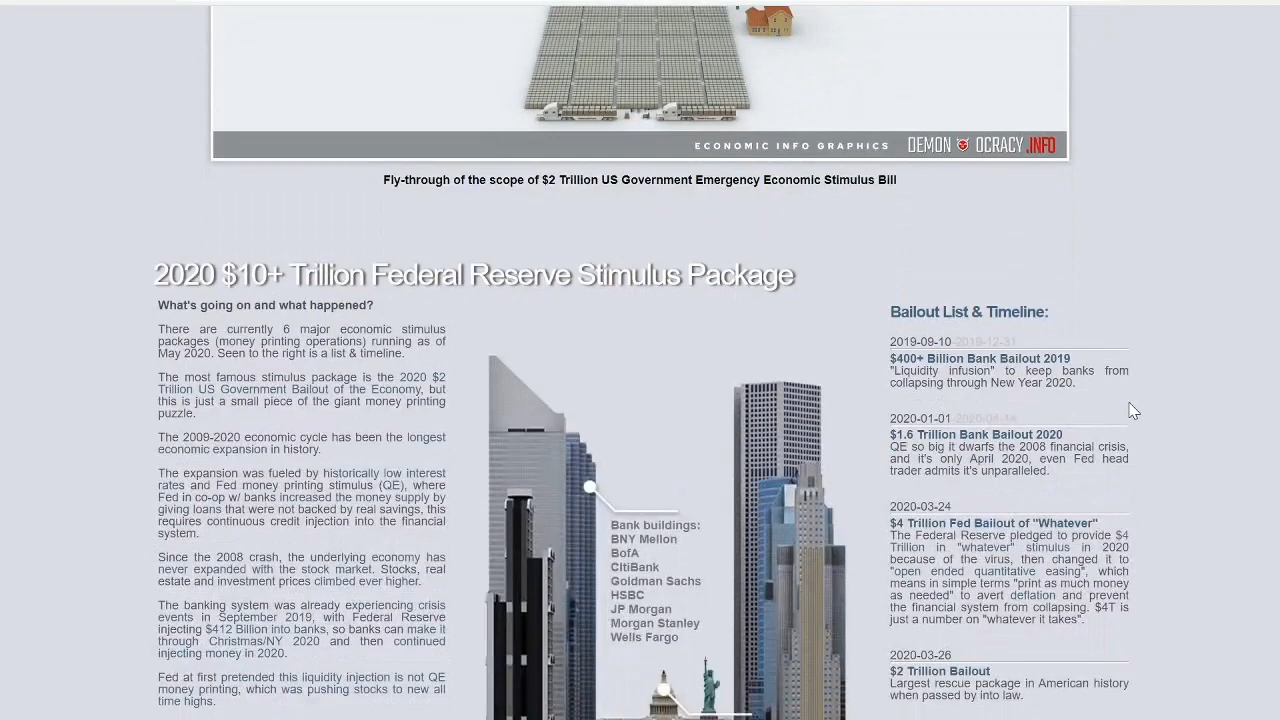 ECONOMIC INFO GRAPHICS DEMON OCRACY.INFO
Fly-through of the scope of $2 Trillion US Government Emergency Economic Stimulus Bill
2020 $10+ Trillion Federal Reserve Stimulus Package
What's going on and what happened?
There are currently 6 major economic stimulus
packages (money printing operations) running as of
May 2020. Seen to the right is a list & timeline.
The most famous stimulus package is the 2020 $2
Trillion US Government Bailout of the Economy, but
this is just a small piece of the giant money printing
puzzle.
The 2009-2020 economic cycle has been the longest
economic expansion in history.
The expansion was fueled by historically low interest
rates and Fed money printing stimulus (QE), where
Fed in co-op w/ banks increased the money supply by
giving loans that were not backed by real savings, this
requires continuous credit injection into the financial
system.
Since the 2008 crash, the underlying economy has
never expanded with the stock market. Stocks, real
estate and investment prices climbed ever higher.
The banking system was already experiencing crisis
events in September 2019, with Federal Reserve
injecting $412 Billion into banks, so banks can make it
through Christmas/NY 2020 and then continued
injecting money in 2020.
Fed at first pretended this liquidity injection is not QE
money printing, which was pushing stocks to new all
time highs.
Bank buildings:
BNY Mellon
BofA
CitiBank
Goldman Sachs
HSBC
JP Morgan
Morgan Stanley
Wells Fargo
Bailout List & Timeline:
2019-09-10-2019-12-31
$400+ Billion Bank Bailout 2019
"Liquidity infusion" to keep banks from
collapsing through New Year 2020.
2020-01-01-2020-04-14
$1.6 Trillion Bank Bailout 2020
QE so big it dwarfs the 2008 financial crisis,
and it's only April 2020, even Fed head
trader admits it's unparalleled.
2020-03-24
$4 Trillion Fed Bailout of "Whatever"
The Federal Reserve pledged to provide $4
Trillion in "whatever" stimulus in 2020
because of the virus, then changed it to
"open ended quantitative easing", which
means in simple terms "print as much money
as needed" to avert deflation and prevent
the financial system from collapsing. $4T is
just a number on "whatever it takes".
2020-03-26
$2 Trillion Bailout
Largest rescue package in American history
when passed by into law.